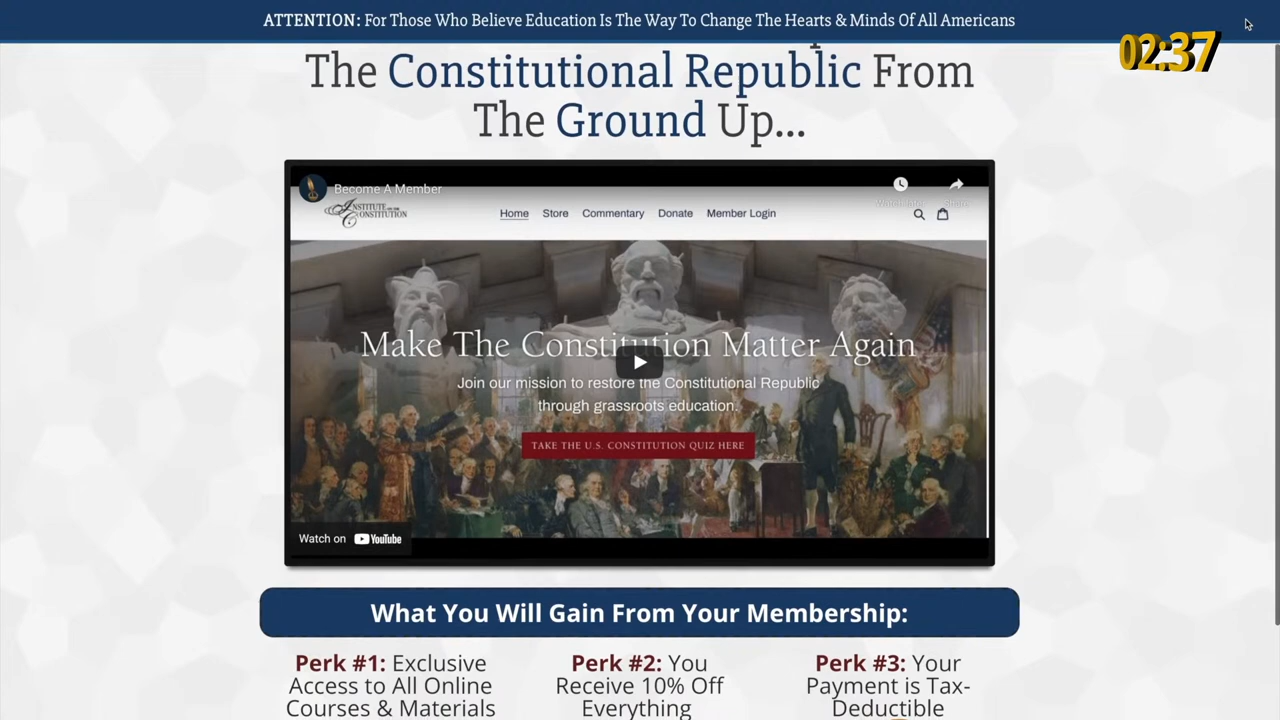 ATTENTION: For Those Who Believe Education Is The Way To Change The Hearts & Minds Of All Americans
02:37
The Constitutional Republic From
The Ground Up...
Become A Member
INSTITUTE ON THE
CONSTITUTION
Home Store Commentary Donate Member Login
Make The Constitution Matter Again
Join our mission to restore the Constitutional Republic
through grassroots education.
TAKE THE U.S. CONSTITUTION QUIZ HERE
Watch on YouTube
What You Will Gain From Your Membership:
Perk #1: Exclusive
Access to All Online
Courses & Materials
Perk #2: You
Receive 10% Off
Everything
Perk #3: Your
Payment is Tax-
Deductible